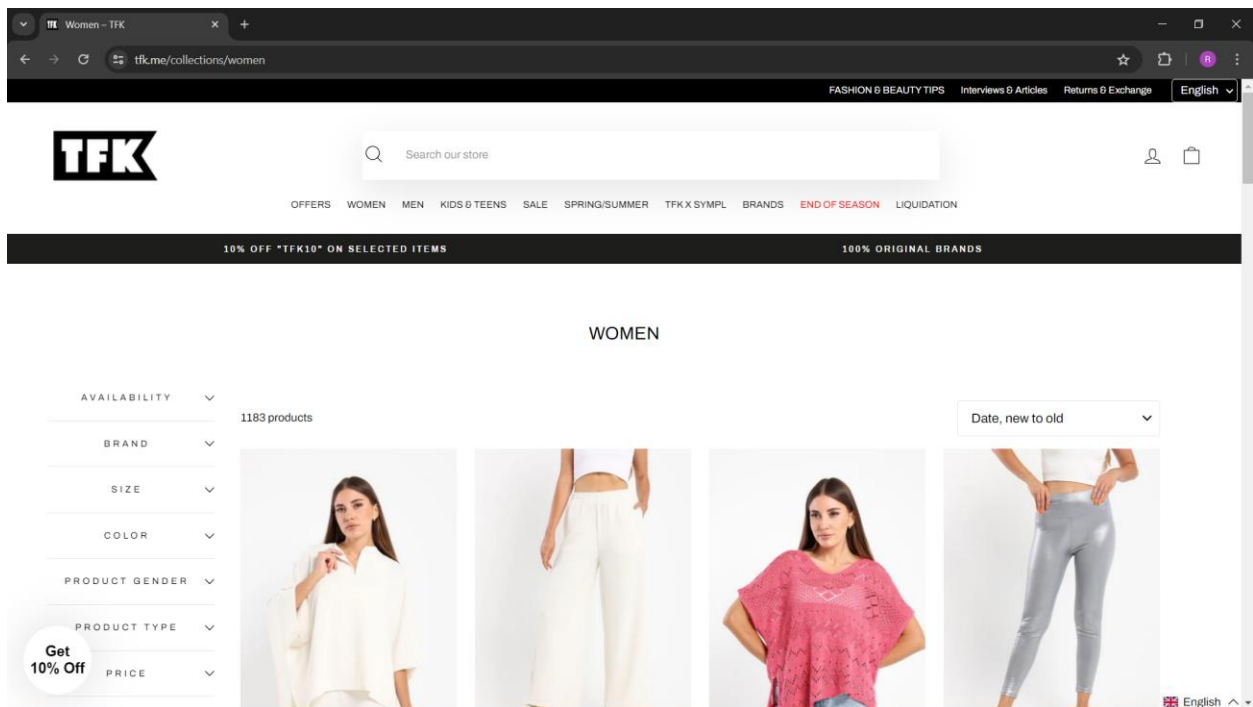 TFK Women – TFK
tfk.me/collections/women
R
FASHION & BEAUTY TIPS Interviews & Articles Returns & Exchange English
TFK
Search our store
OFFERS WOMEN MEN KIDS & TEENS SALE SPRING/SUMMER TFK X SYMPL BRANDS END OF SEASON LIQUIDATION
10% OFF "TFK10" ON SELECTED ITEMS 100% ORIGINAL BRANDS
WOMEN
AVAILABILITY
1183 products Date, new to old
BRAND
SIZE
COLOR
PRODUCT GENDER
PRODUCT TYPE
Get
10% Off
PRICE
English